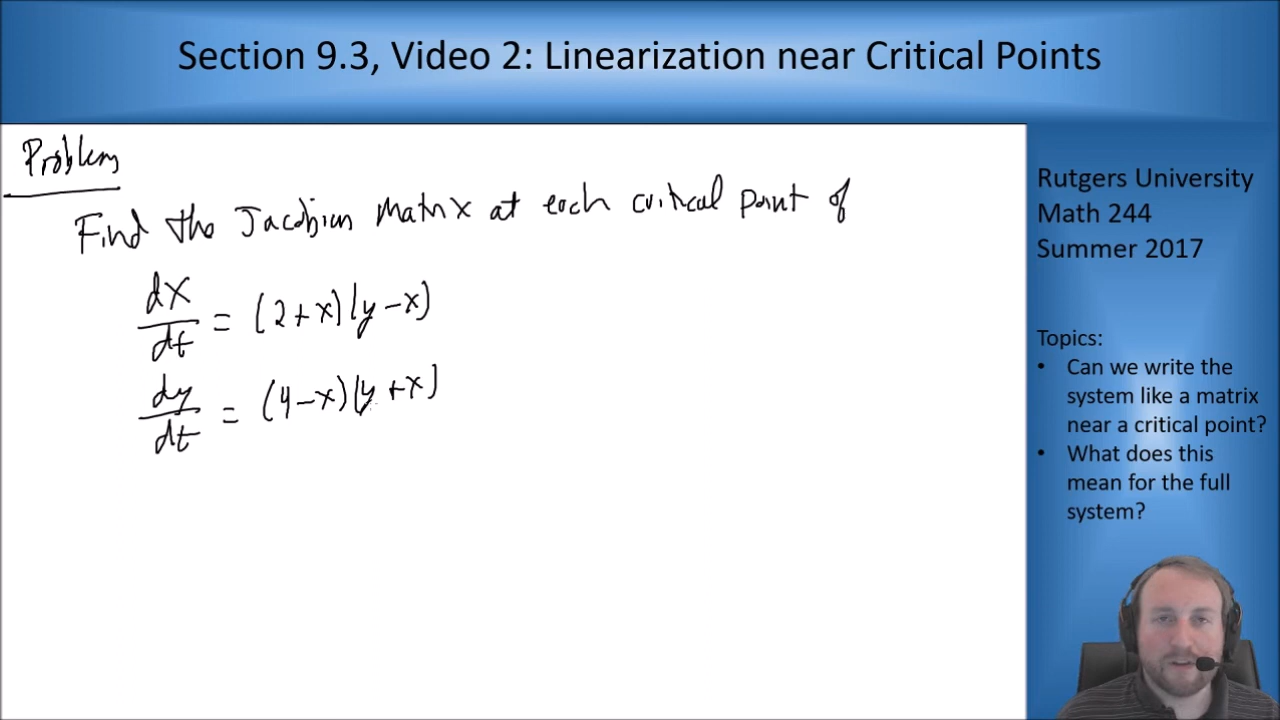 Section 9.3, Video 2: Linearization near Critical Points
Problem
Find the Jacobian Matrix at each critical point of
dx/dt = (2+x)(y-x)
dy/dt = (4-x)(y+x)
Rutgers University
Math 244
Summer 2017
Topics:
• Can we write the
system like a matrix
near a critical point?
• What does this
mean for the full
system?